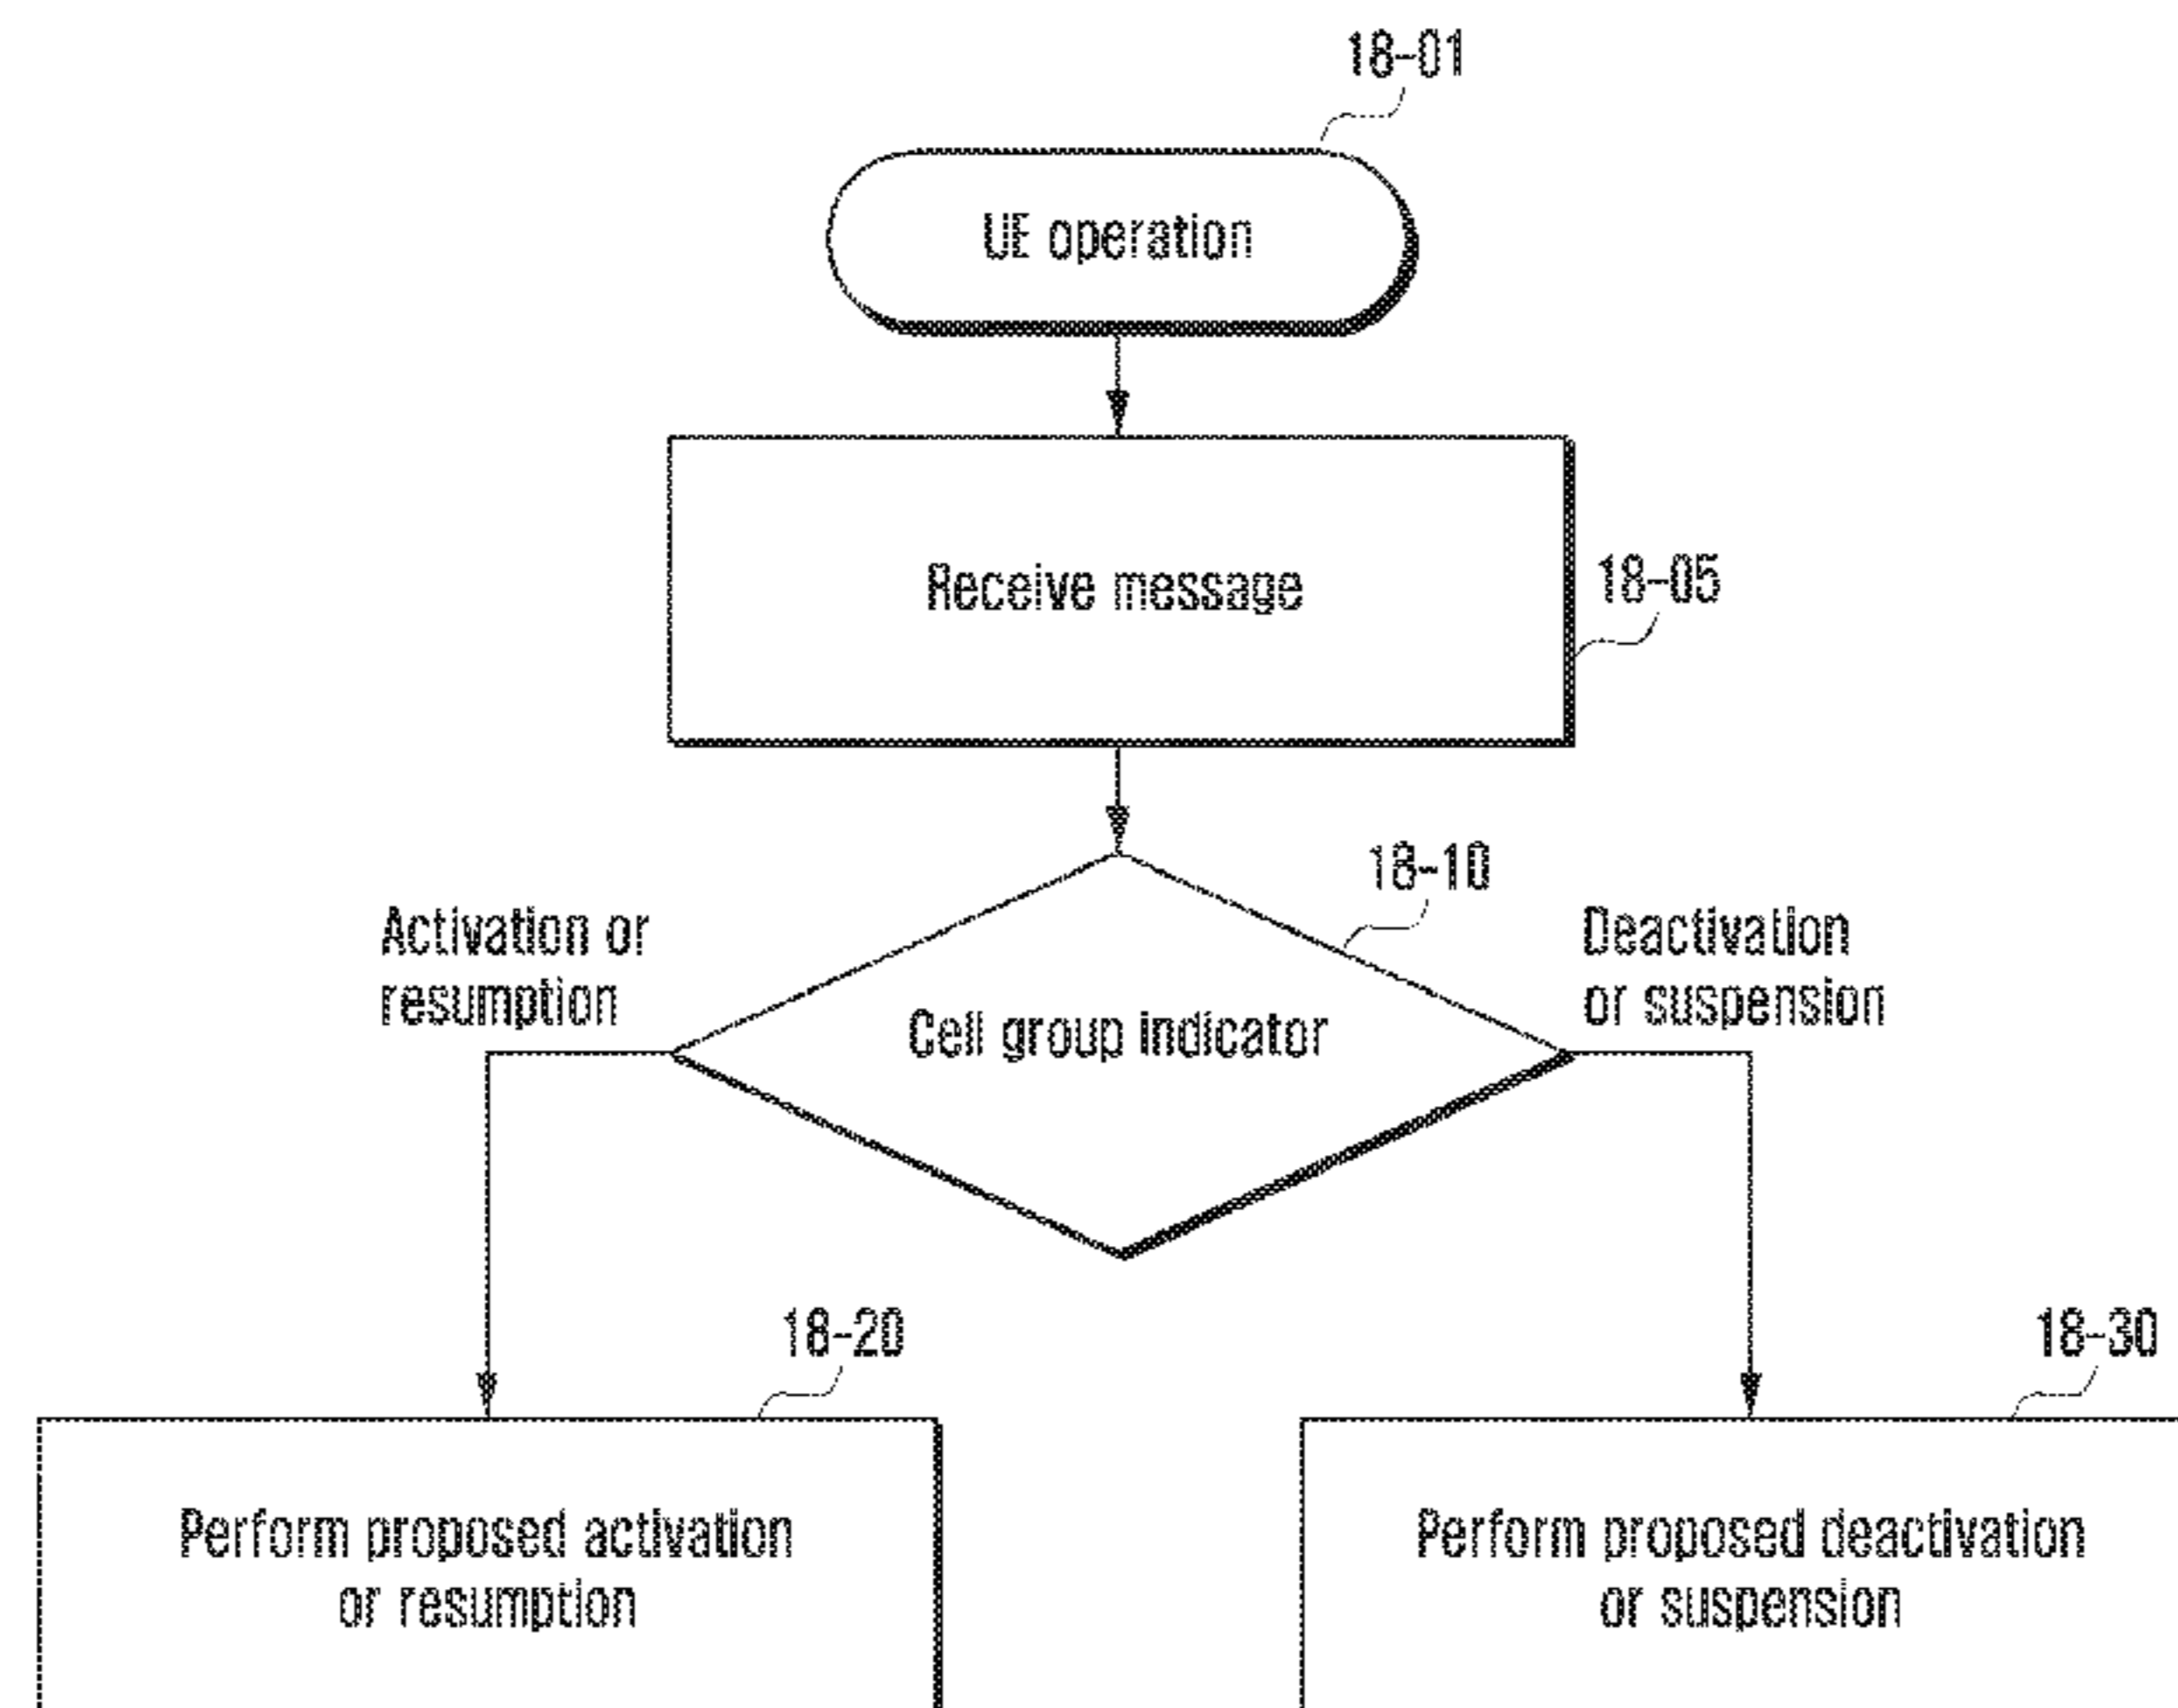 18-01
UE operation
Receive message
18-05
18-10
Activation or
resumption
Deactivation
or suspension
Cell group indicator
18-20
18-30
Perform proposed activation
or resumption
Perform proposed deactivation
or suspension